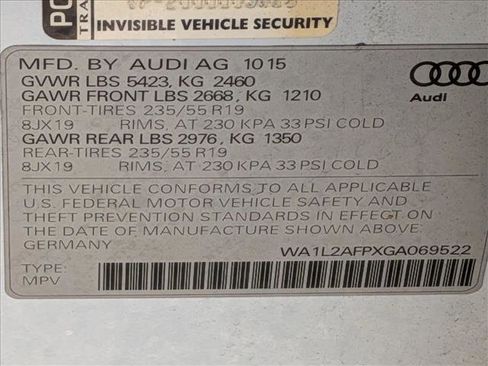 INVISIBLE VEHICLE SECURITY
MFD. BY AUDI AG 10 15
GVWR LBS 5423, KG 2460
GAWR FRONT LBS 2668, KG 1210
FRONT-TIRES 235/55 R19
8JX19 RIMS, AT 230 KPA 33 PSI COLD
GAWR REAR LBS 2976, KG 1350
REAR-TIRES 235/55 R19
8JX19 RIMS, AT 230 KPA 33 PSI COLD
Audi
THIS VEHICLE CONFORMS TO ALL APPLICABLE
U.S. FEDERAL MOTOR VEHICLE SAFETY AND
THEFT PREVENTION STANDARDS IN EFFECT ON
THE DATE OF MANUFACTURE SHOWN ABOVE.
GERMANY
WA1L2AFPXGA069522
TYPE:
MPV